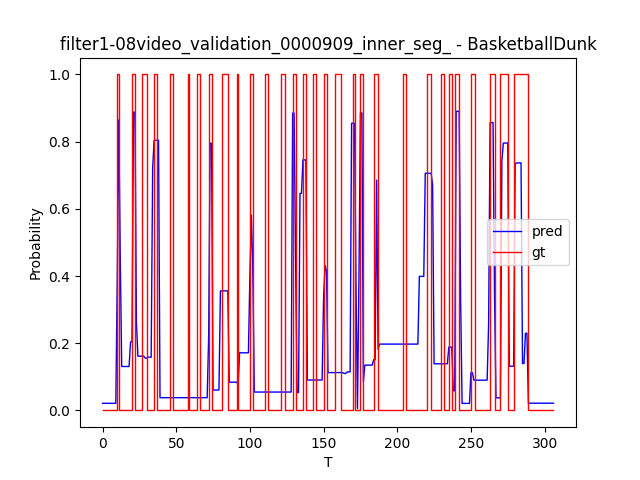 filter1-08video_validation_0000909_inner_seg_ - BasketballDunk
1.0
0.8
0.6
0.4
0.2
0.0
Probability
pred
gt
0 50 100 150 200 250 300
T